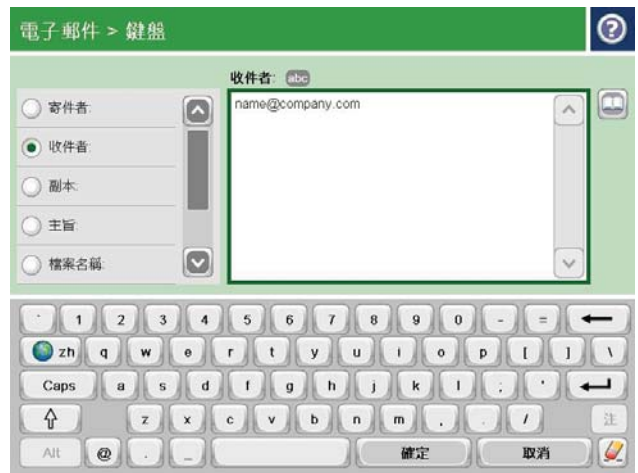 電子郵件 > 鍵盤
?
收件者: abc
寄件者:
收件者:
副本:
主旨:
檔案名稱:
name@company.com
` 1 2 3 4 5 6 7 8 9 0 - =
zh q w e r t y u i o p [ ] \
Caps a s d f g h j k l ; '
z x c v b n m , . / 注
Alt @ . _ 確定 取消